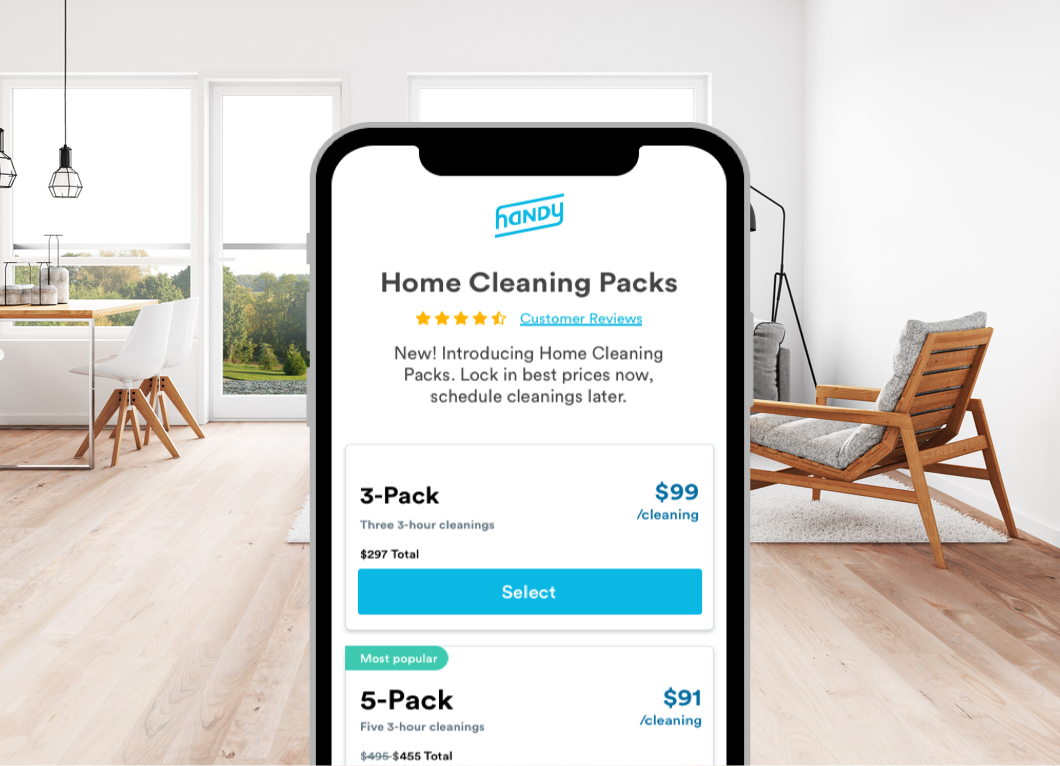 handy
Home Cleaning Packs
Customer Reviews
New! Introducing Home Cleaning
Packs. Lock in best prices now,
schedule cleanings later.
3-Pack
$99
/cleaning
Three 3-hour cleanings
$297 Total
Select
Most popular
5-Pack
$91
/cleaning
Five 3-hour cleanings
$495 $455 Total